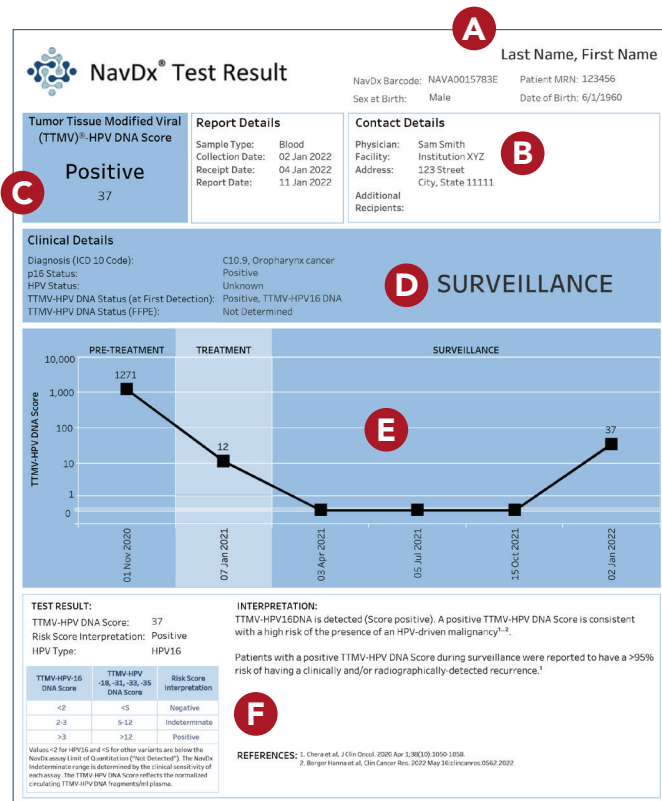 A
Last Name, First Name
NavDx® Test Result
NavDx Barcode: NAVA0015783E Patient MRN: 123456
Sex at Birth: Male Date of Birth: 6/1/1960
Tumor Tissue Modified Viral
(TTMV)®-HPV DNA Score
Positive
37
C
Report Details
Sample Type: Blood
Collection Date: 02 Jan 2022
Receipt Date: 04 Jan 2022
Report Date: 11 Jan 2022
Contact Details
Physician: Sam Smith
Facility: Institution XYZ
Address: 123 Street
City, State 11111
Additional
Recipients:
B
Clinical Details
Diagnosis (ICD 10 Code): C10.9, Oropharynx cancer
p16 Status: Positive
HPV Status: Unknown
TTMV-HPV DNA Status (at First Detection): Positive, TTMV-HPV16 DNA
TTMV-HPV DNA Status (FFPE): Not Determined
D SURVEILLANCE
PRE-TREATMENT TREATMENT SURVEILLANCE
TTMV-HPV DNA Score
10,000
1,000
100
10
1
0
1271
12
37
E
01 Nov 2020
07 Jan 2021
03 Apr 2021
05 Jul 2021
15 Oct 2021
02 Jan 2022
TEST RESULT:
TTMV-HPV DNA Score: 37
Risk Score Interpretation: Positive
HPV Type: HPV16
TTMV-HPV-16 DNA Score TTMV-HPV -18, -31, -33, -35 DNA Score Risk Score Interpretation
<2 <5 Negative
2-3 5-12 Indeterminate
>3 >12 Positive
Values <2 for HPV16 and <5 for other variants are below the
NavDx assay Limit of Quantitation ("Not Detected"). The NavDx
Indeterminate range is determined by the clinical sensitivity of
each assay. The TTMV-HPV DNA Score reflects the normalized
circulating TTMV-HPV DNA fragments/ml plasma.
INTERPRETATION:
TTMV-HPV16DNA is detected (Score positive). A positive TTMV-HPV DNA Score is consistent
with a high risk of the presence of an HPV-driven malignancy¹⁻².
Patients with a positive TTMV-HPV DNA Score during surveillance were reported to have a >95%
risk of having a clinically and/or radiographically-detected recurrence.¹
F
REFERENCES: 1. Chera et al, J Clin Oncol. 2020 Apr 1;38(10):1050-1058.
2. Berger Hanna et al, Clin Cancer Res. 2022 May 16:clincanres.0562.2022